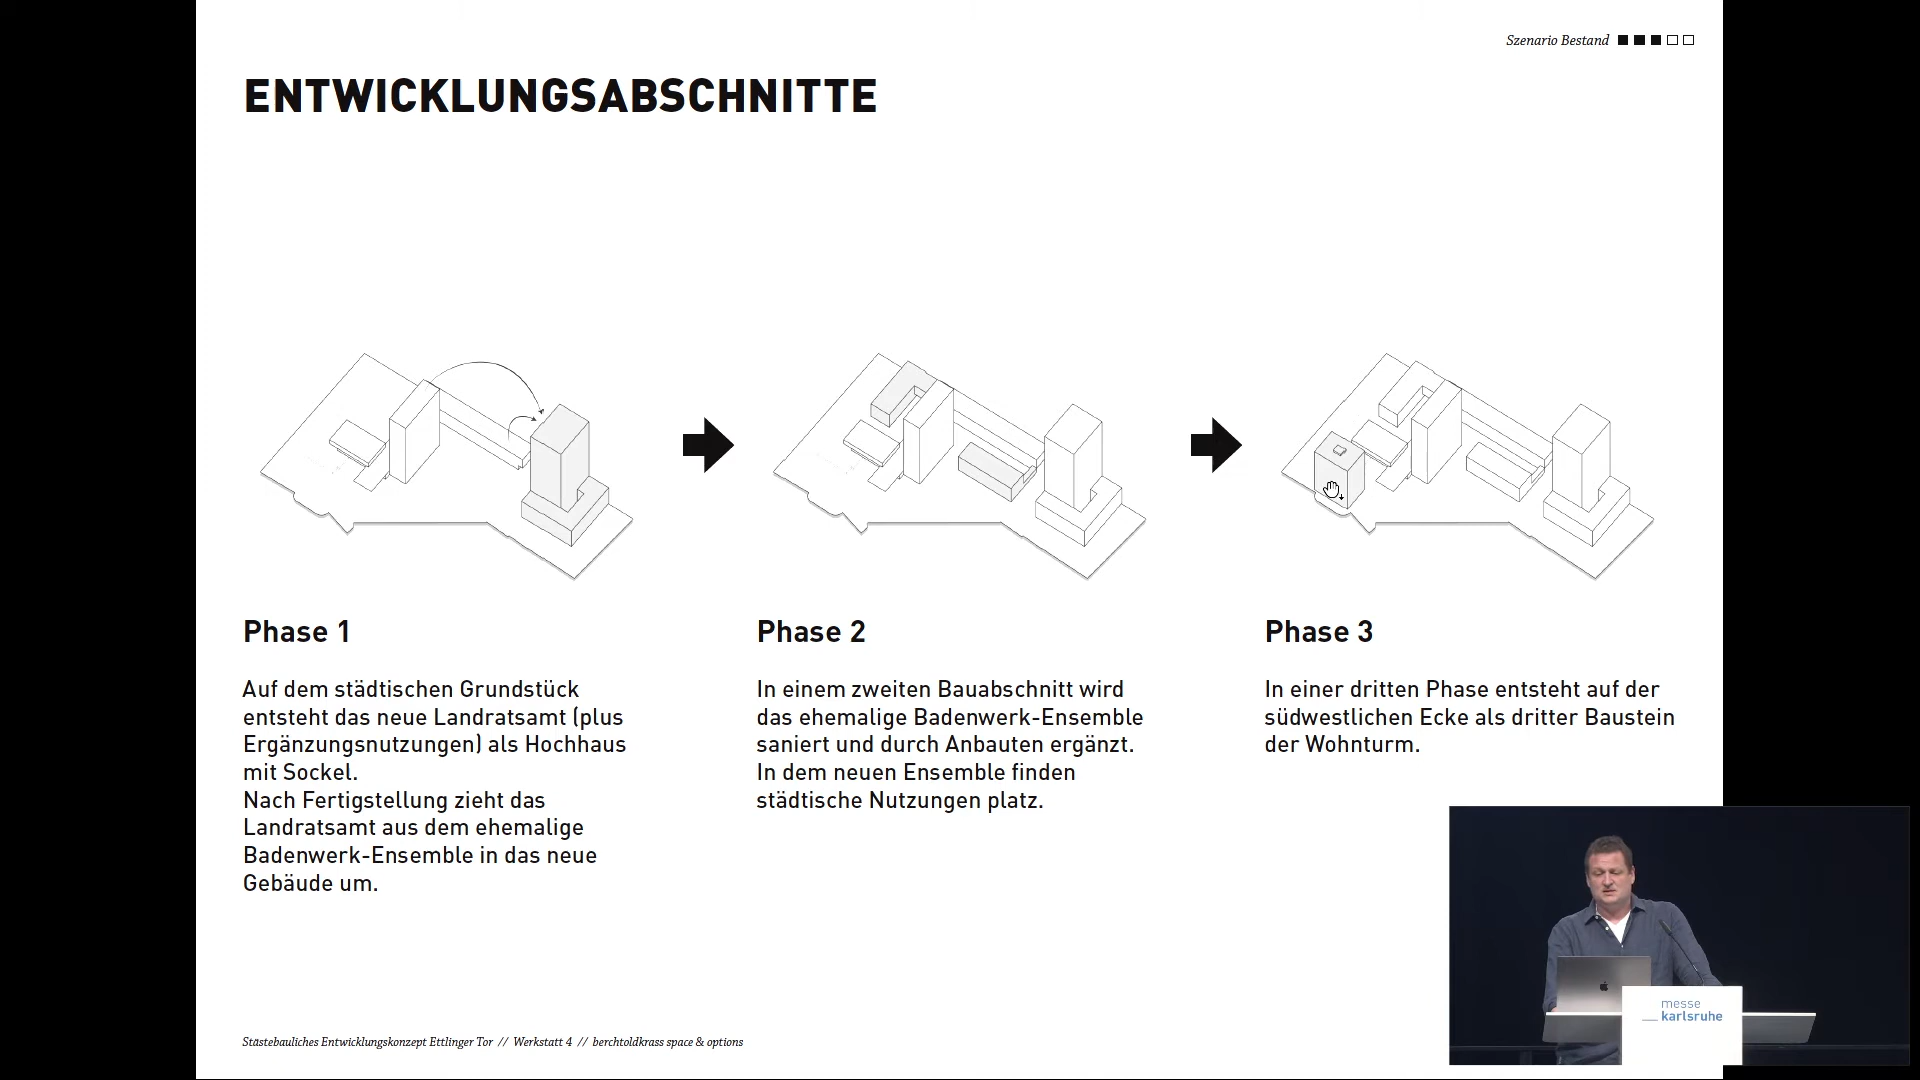 Szenario Bestand
ENTWICKLUNGSABSCHNITTE
Phase 1
Auf dem städtischen Grundstück
entsteht das neue Landratsamt (plus
Ergänzungsnutzungen) als Hochhaus
mit Sockel.
Nach Fertigstellung zieht das
Landratsamt aus dem ehemalige
Badenwerk-Ensemble in das neue
Gebäude um.
Phase 2
In einem zweiten Bauabschnitt wird
das ehemalige Badenwerk-Ensemble
saniert und durch Anbauten ergänzt.
In dem neuen Ensemble finden
städtische Nutzungen platz.
Phase 3
In einer dritten Phase entsteht auf der
südwestlichen Ecke als dritter Baustein
der Wohnturm.
messe
karlsruhe
Stästebauliches Entwicklungskonzept Ettlinger Tor // Werkstatt 4 // berchtoldkrass space & options